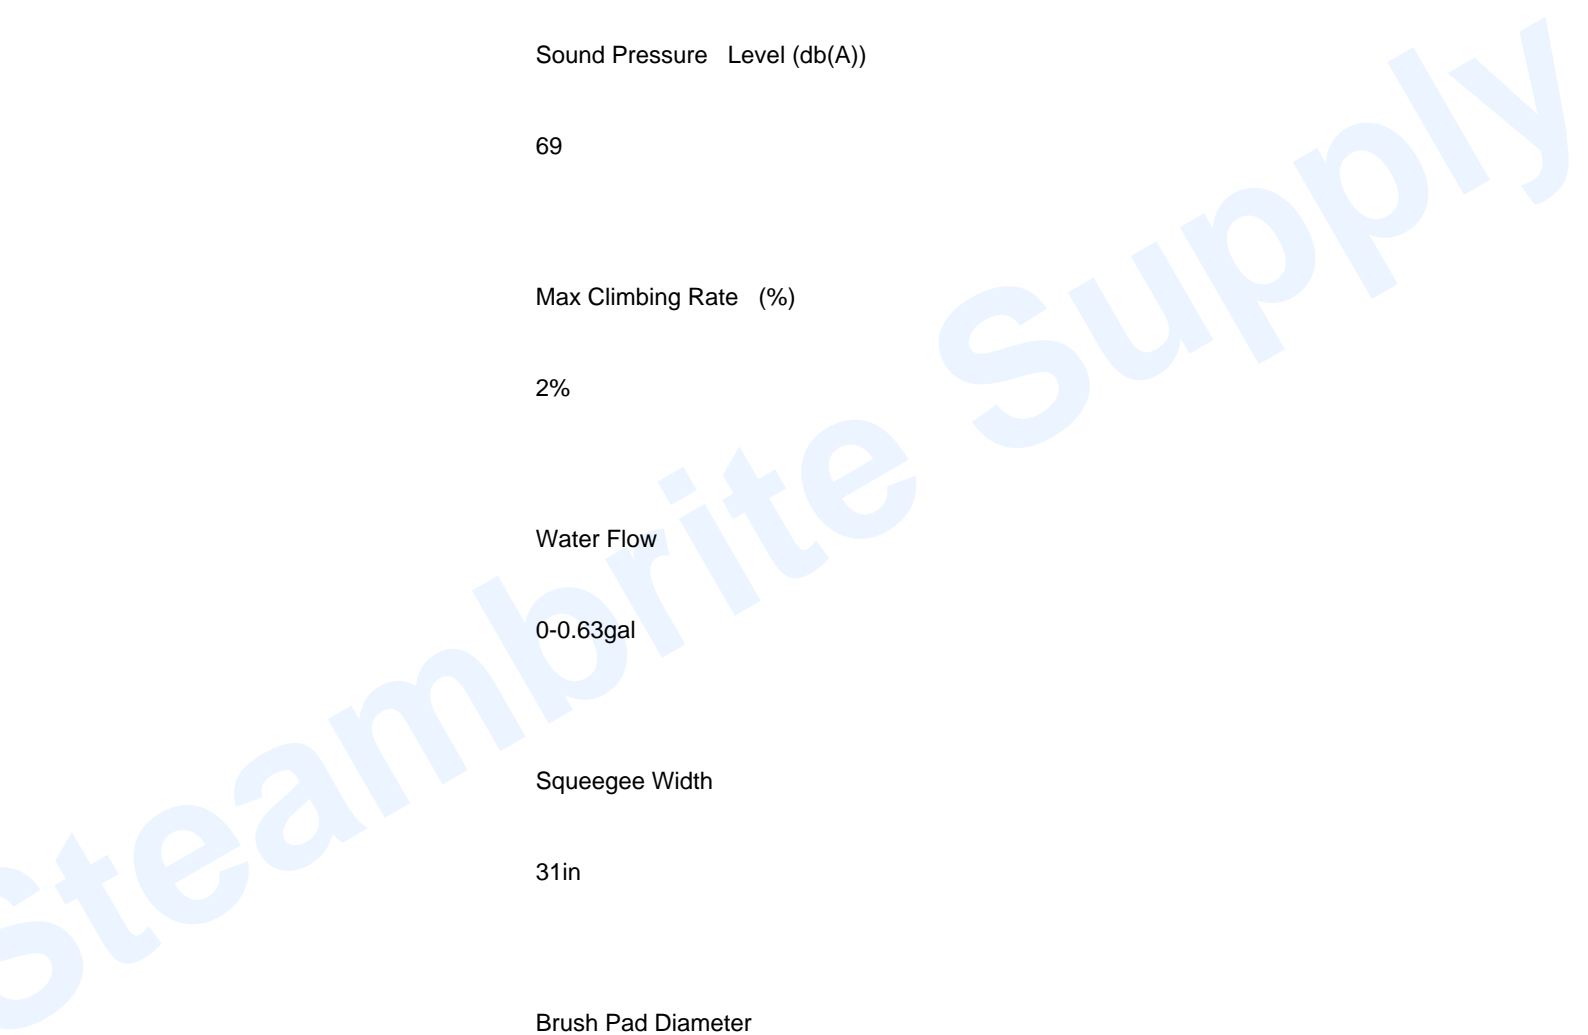 Sound Pressure   Level (db(A))
69
Max Climbing Rate   (%)
2%
Water Flow
0-0.63gal
Squeegee Width
31in
Brush Pad Diameter
Steambrite Supply